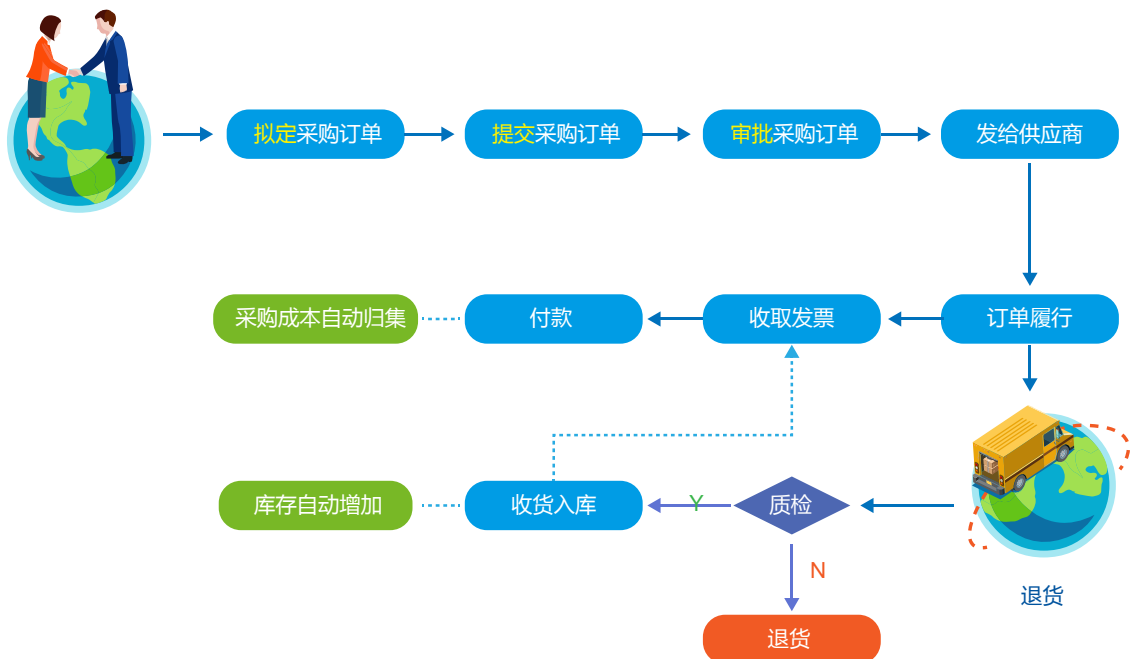 拟定采购订单
提交采购订单
审批采购订单
发给供应商
采购成本自动归集
付款
收取发票
订单履行
库存自动增加
收货入库
Y
质检
N
退货
退货